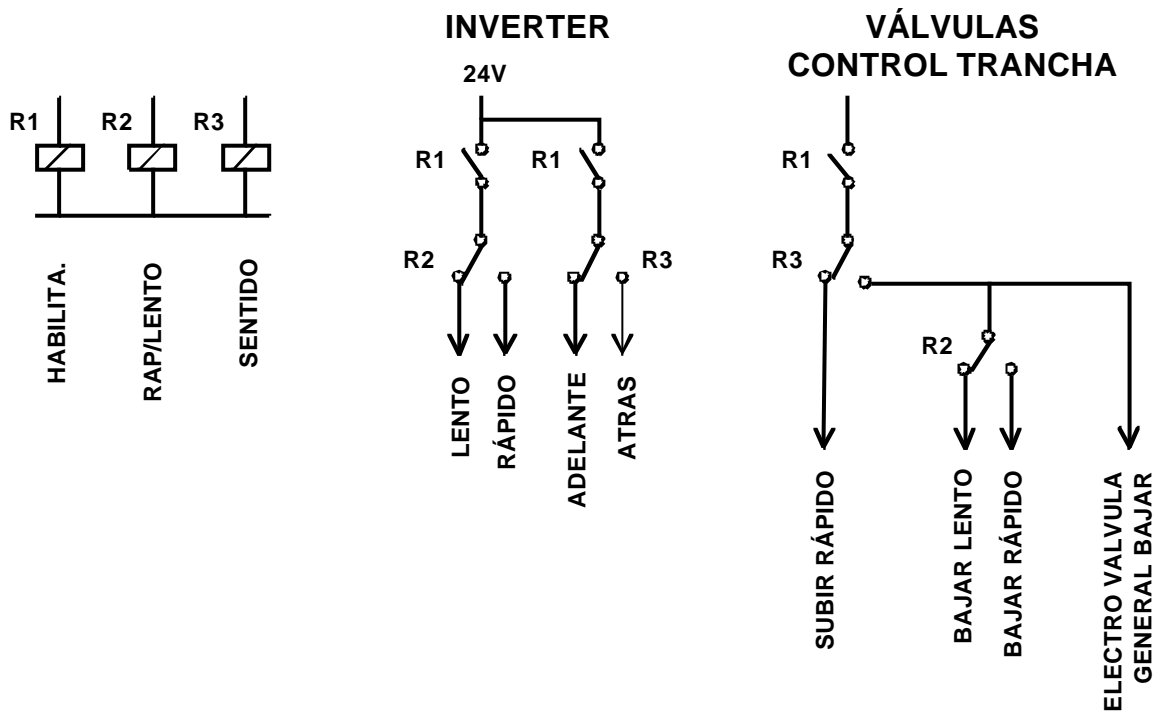 INVERTER
VÁLVULAS
CONTROL TRANCHA
24V
R1
R2
R3
HABILITA.
RAP/LENTO
SENTIDO
R1
R1
R2
R3
LENTO
RÁPIDO
ADELANTE
ATRAS
R1
R3
R2
SUBIR RÁPIDO
BAJAR LENTO
BAJAR RÁPIDO
ELECTRO VALVULA
GENERAL BAJAR